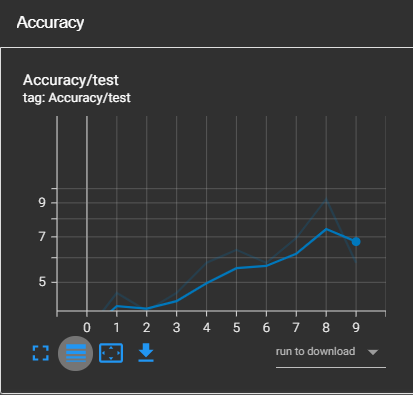 Accuracy
Accuracy/test
tag: Accuracy/test
9
7
5
0 1 2 3 4 5 6 7 8 9
run to download